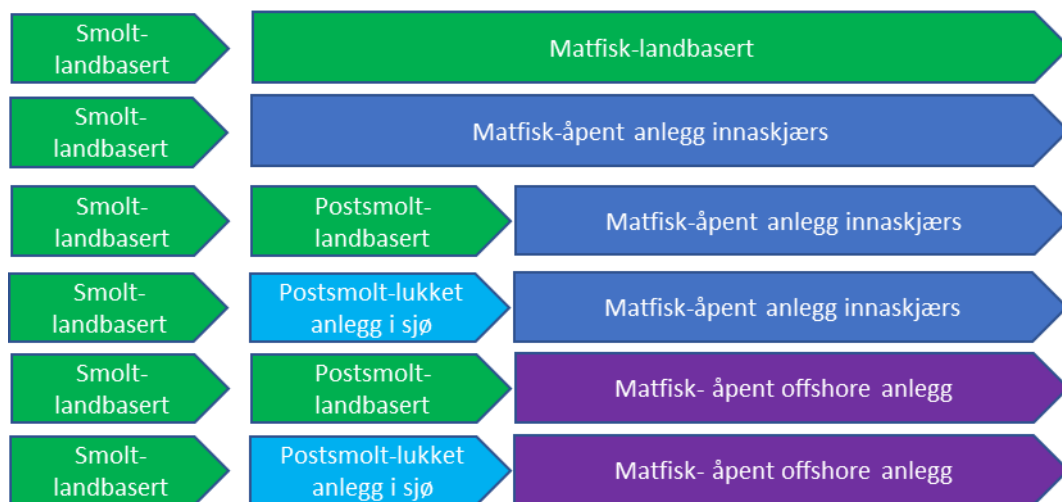 Smolt-
landbasert
Matfisk-landbasert
Smolt-
landbasert
Matfisk-åpent anlegg innaskjærs
Smolt-
landbasert
Postsmolt-
landbasert
Matfisk-åpent anlegg innaskjærs
Smolt-
landbasert
Postsmolt-lukket
anlegg i sjø
Matfisk-åpent anlegg innaskjærs
Smolt-
landbasert
Postsmolt-
landbasert
Matfisk- åpent offshore anlegg
Smolt-
landbasert
Postsmolt-lukket
anlegg i sjø
Matfisk- åpent offshore anlegg